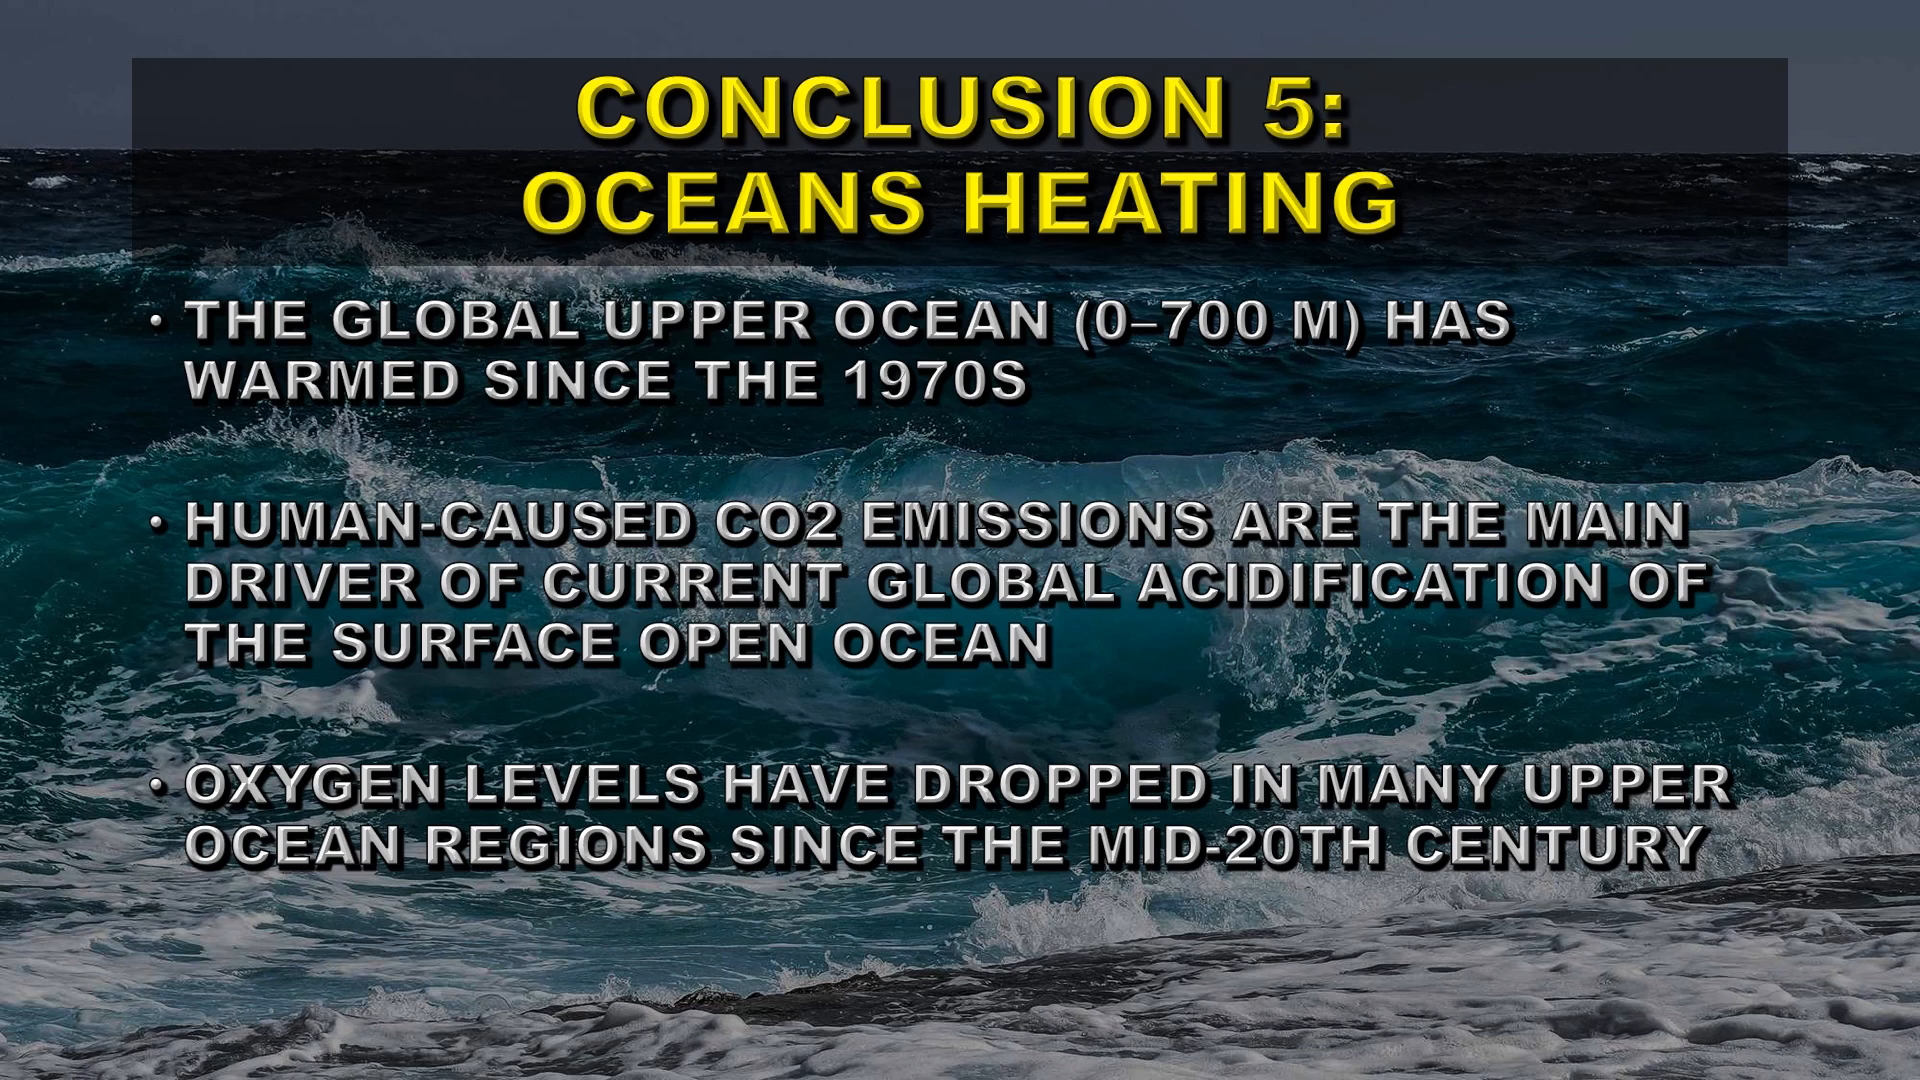 CONCLUSION 5:
OCEANS HEATING
• THE GLOBAL UPPER OCEAN (0–700 M) HAS
WARMED SINCE THE 1970S
• HUMAN-CAUSED CO2 EMISSIONS ARE THE MAIN
DRIVER OF CURRENT GLOBAL ACIDIFICATION OF
THE SURFACE OPEN OCEAN
• OXYGEN LEVELS HAVE DROPPED IN MANY UPPER
OCEAN REGIONS SINCE THE MID-20TH CENTURY